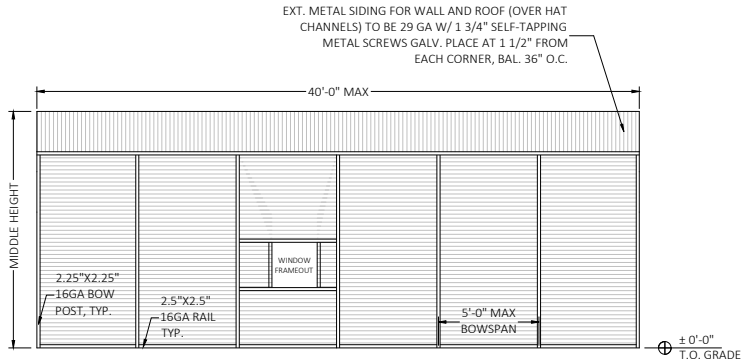 EXT. METAL SIDING FOR WALL AND ROOF (OVER HAT
CHANNELS) TO BE 29 GA W/ 1 3/4" SELF-TAPPING
METAL SCREWS GALV. PLACE AT 1 1/2" FROM
EACH CORNER, BAL. 36" O.C.
40'-0" MAX
MIDDLE HEIGHT
WINDOW
FRAMEOUT
2.25"X2.25"
16GA BOW
POST, TYP.
2.5"X2.5"
16GA RAIL
TYP.
5'-0" MAX
BOWSPAN
± 0'-0"
T.O. GRADE